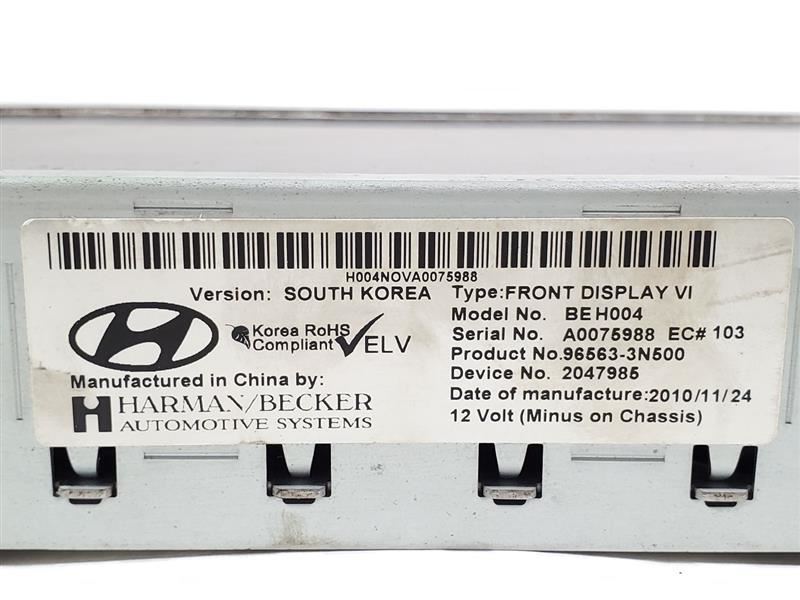 H004NOVA0075988
Version: SOUTH KOREA Type:FRONT DISPLAY VI
Model No. BEH004
Korea RoHS
Compliant ELV
Serial No. A0075988 EC# 103
Product No.96563-3N500
Device No. 2047985
Manufactured in China by:
Date of manufacture:2010/11/24
HARMAN/BECKER
AUTOMOTIVE SYSTEMS
12 Volt (Minus on Chassis)